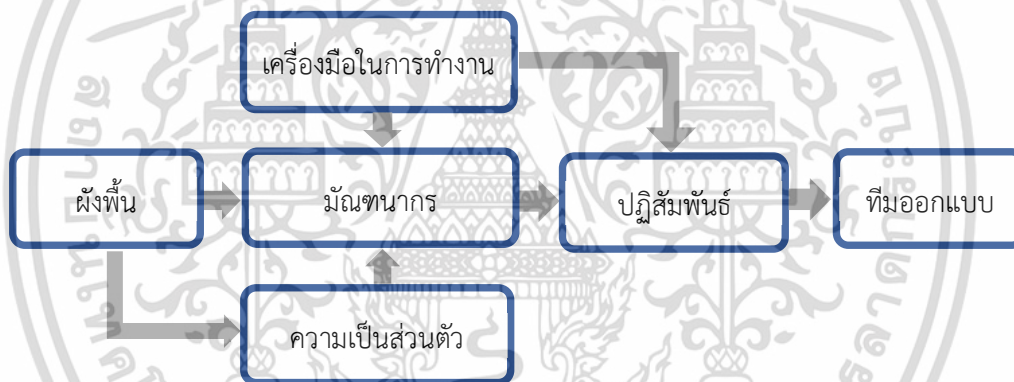 เครื่องมือในการทำงาน
ผังพื้น
มัณฑนากร
ปฏิสัมพันธ์
ทีมออกแบบ
ความเป็นส่วนตัว